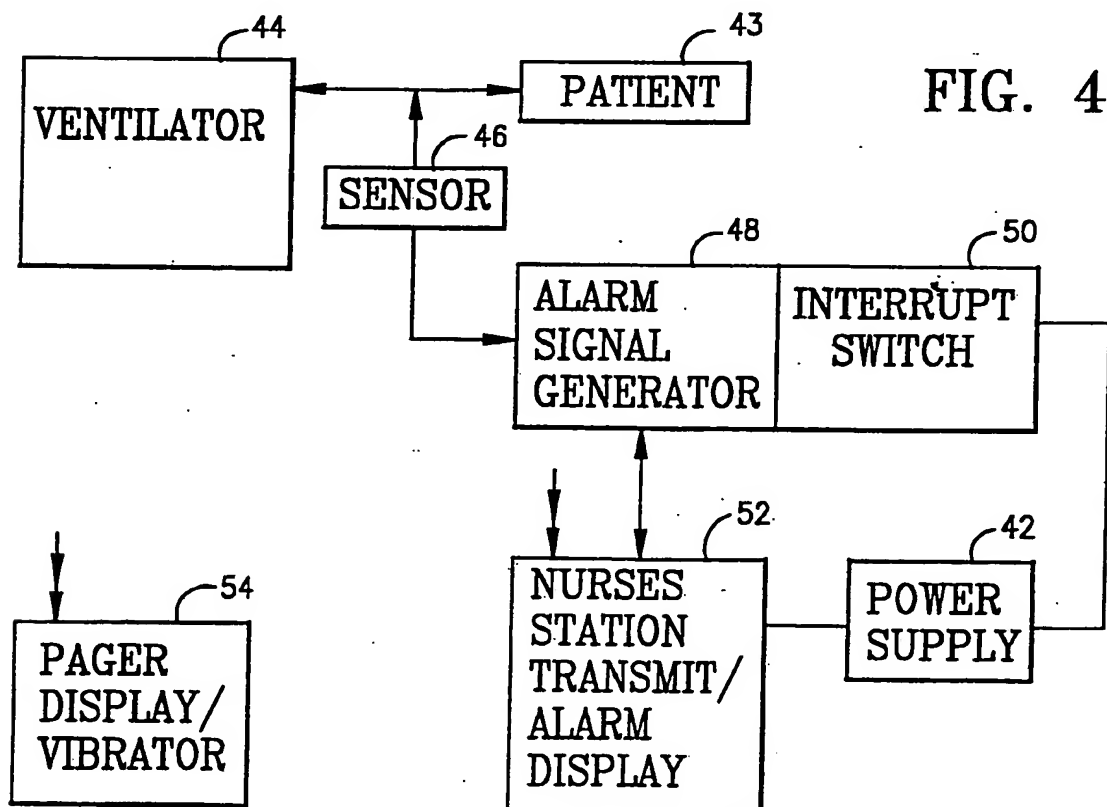 44
VENTILATOR
43
PATIENT
FIG. 4
46
SENSOR
48
ALARM
SIGNAL
GENERATOR
50
INTERRUPT
SWITCH
52
NURSES
STATION
TRANSMIT/
ALARM
DISPLAY
42
POWER
SUPPLY
54
PAGER
DISPLAY/
VIBRATOR